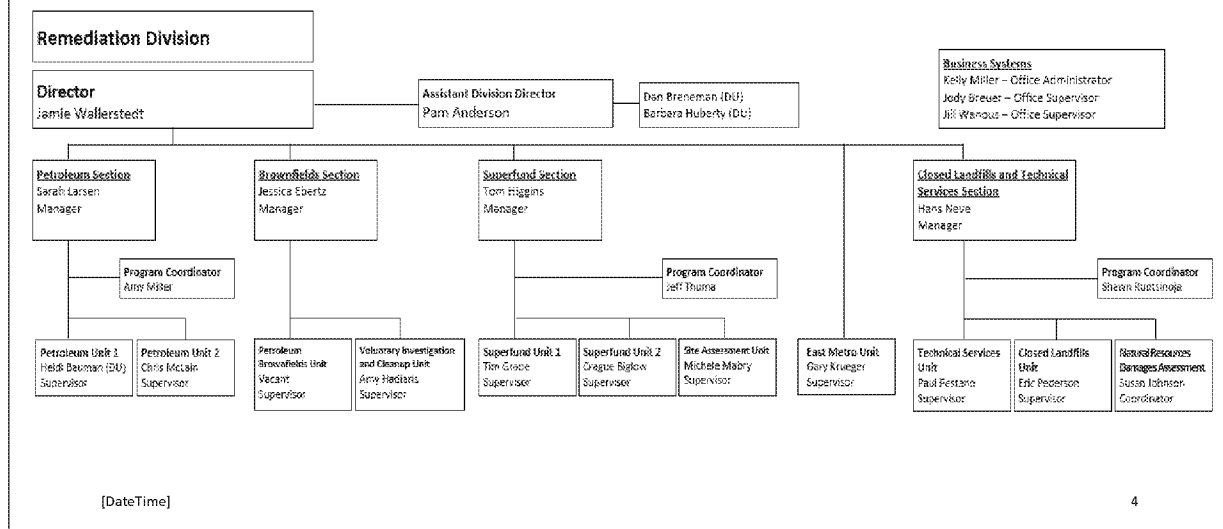 Remediation Division
Director
Jamie Wallerstedt
Assistant Division Director
Pam Anderson
Dan Breneman (DU)
Barbara Huberty (DU)
Business Systems
Kelly Miller – Office Administrator
Jody Breuer – Office Supervisor
Jill Wanous – Office Supervisor
Petroleum Section
Sarah Larsen
Manager
Brownfields Section
Jessica Ebertz
Manager
Superfund Section
Tom Higgins
Manager
Closed Landfills and Technical
Services Section
Hans Neve
Manager
Program Coordinator
Amy Miller
Program Coordinator
Jeff Thuma
Program Coordinator
Shawn Ruotsinoja
Petroleum Unit 1
Heidi Bauman (DU)
Supervisor
Petroleum Unit 2
Chris McLain
Supervisor
Petroleum
Brownfields Unit
Vacant
Supervisor
Voluntary Investigation
and Cleanup Unit
Amy Hadiaris
Supervisor
Superfund Unit 1
Tim Grape
Supervisor
Superfund Unit 2
Crague Biglow
Supervisor
Site Assessment Unit
Michele Mabry
Supervisor
East Metro Unit
Gary Krueger
Supervisor
Technical Services
Unit
Paul
Supervisor
Closed Landfills
Unit
Eric Pederson
Supervisor
Natural Resources
Damages Assessment
Susan Johnson
Coordinator
[DateTime]
4